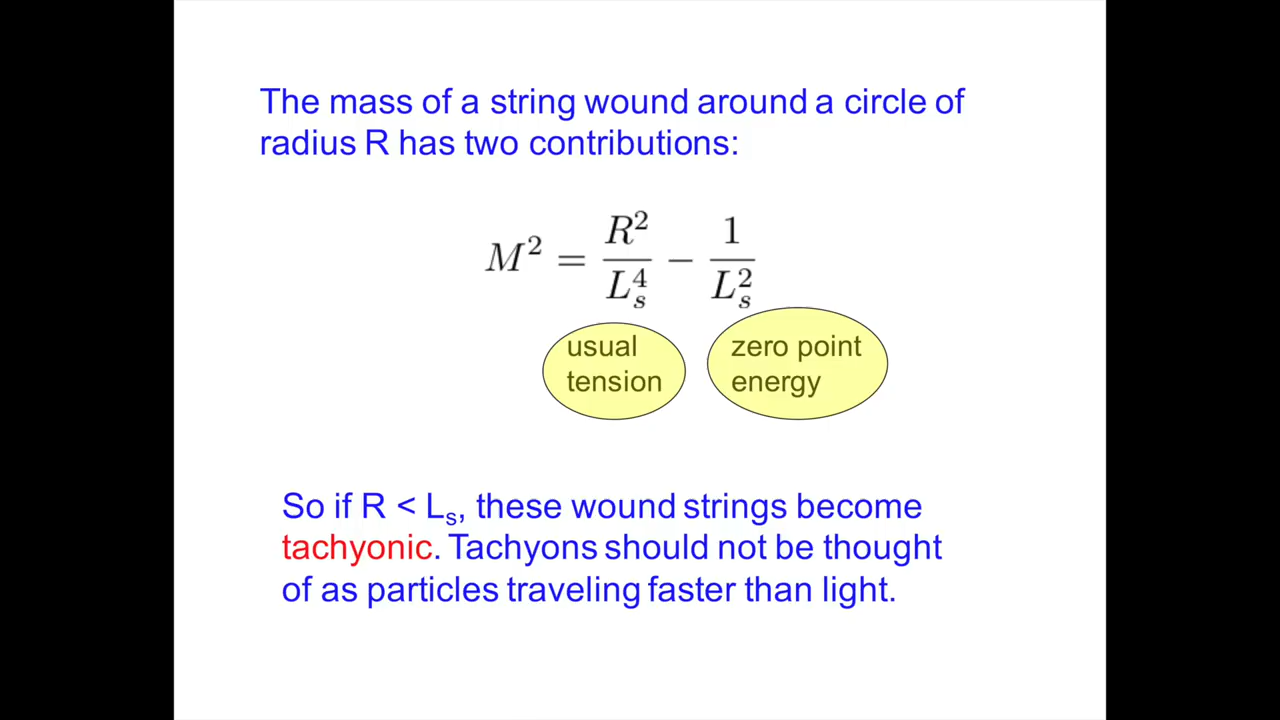 The mass of a string wound around a circle of
radius R has two contributions:
M² = R²/L_s⁴ − 1/L_s²
usual zero point
tension energy
So if R < L_s, these wound strings become
tachyonic. Tachyons should not be thought
of as particles traveling faster than light.